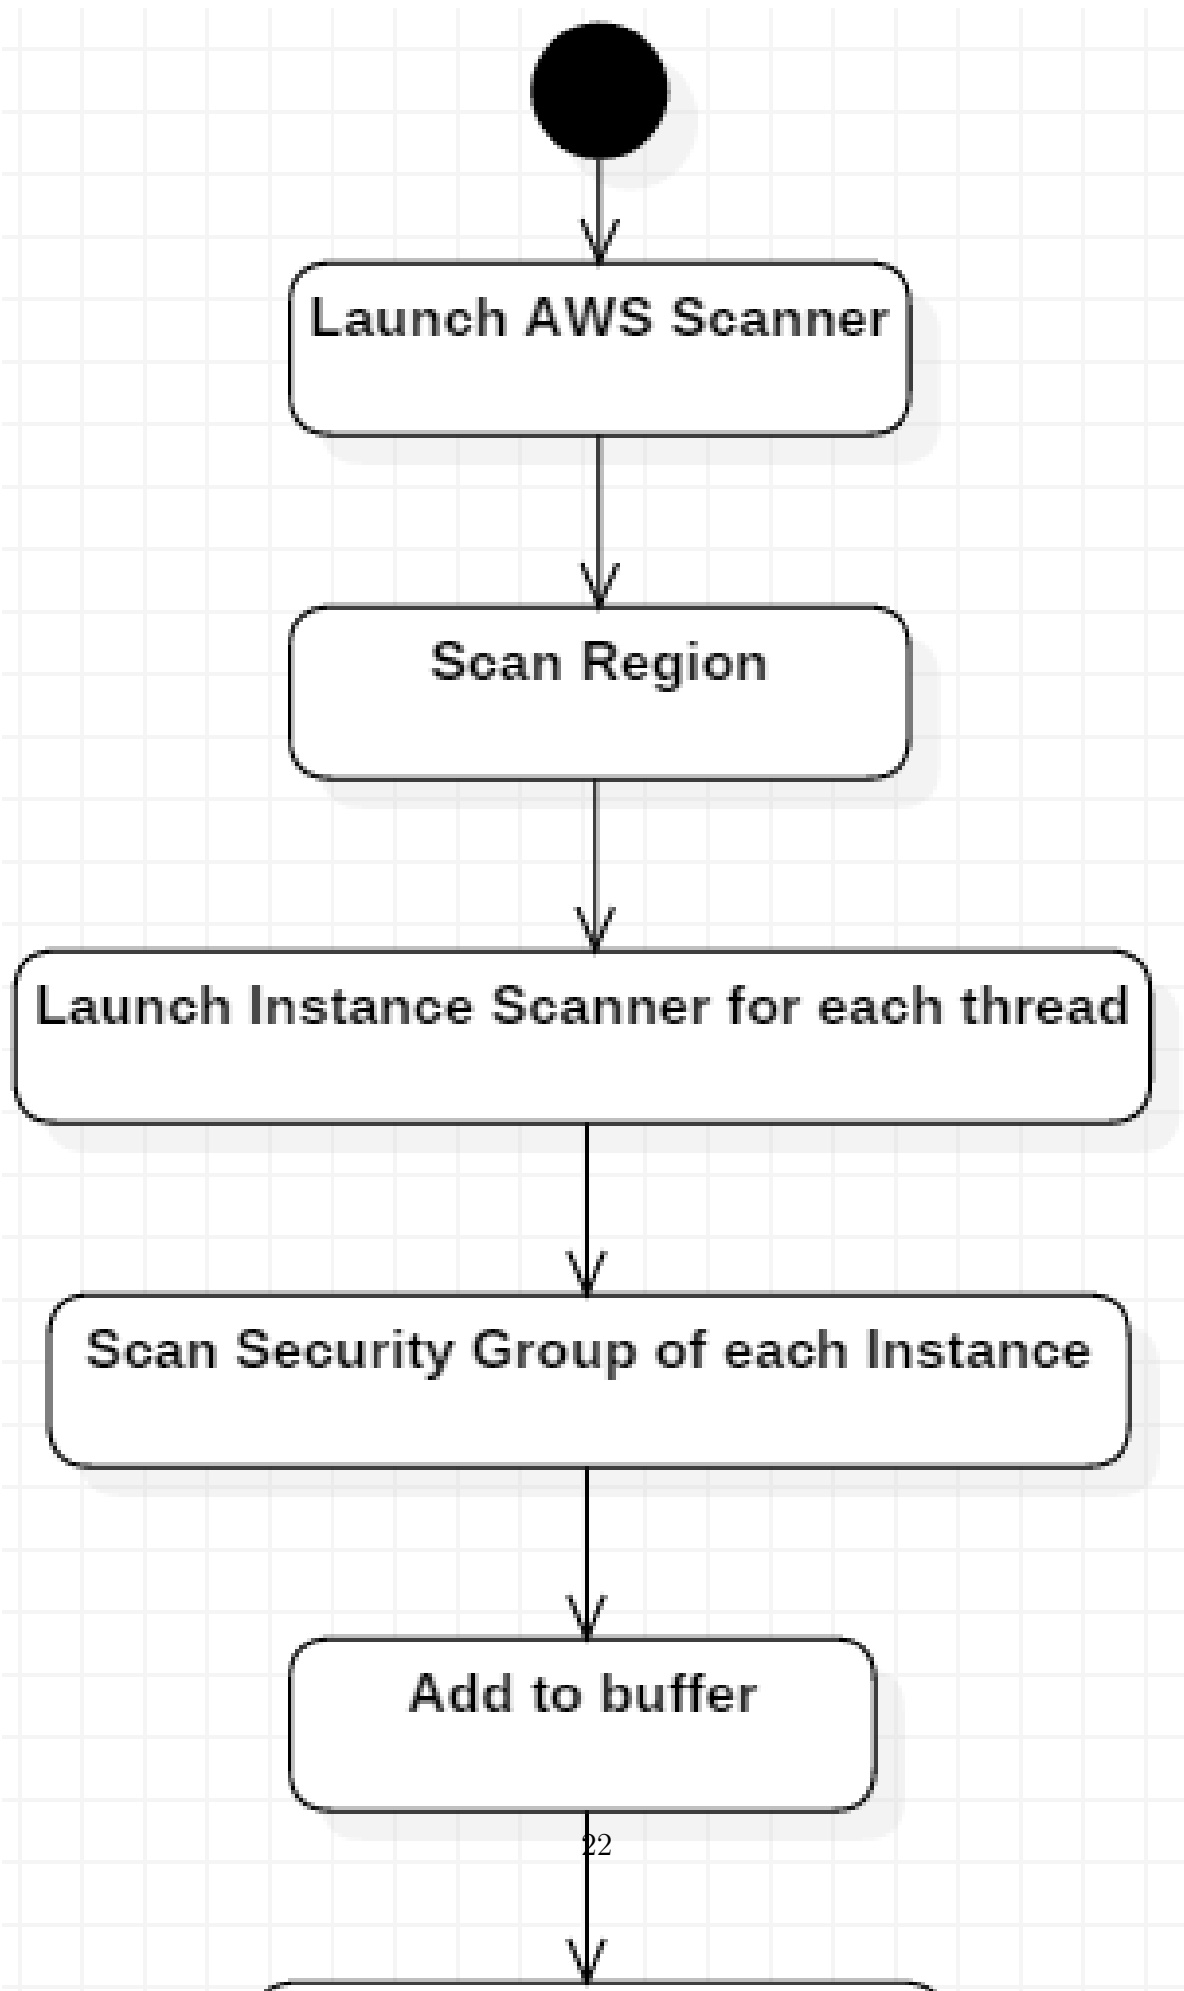 Launch AWS Scanner
Scan Region
Launch Instance Scanner for each thread
Scan Security Group of each Instance
Add to buffer
22